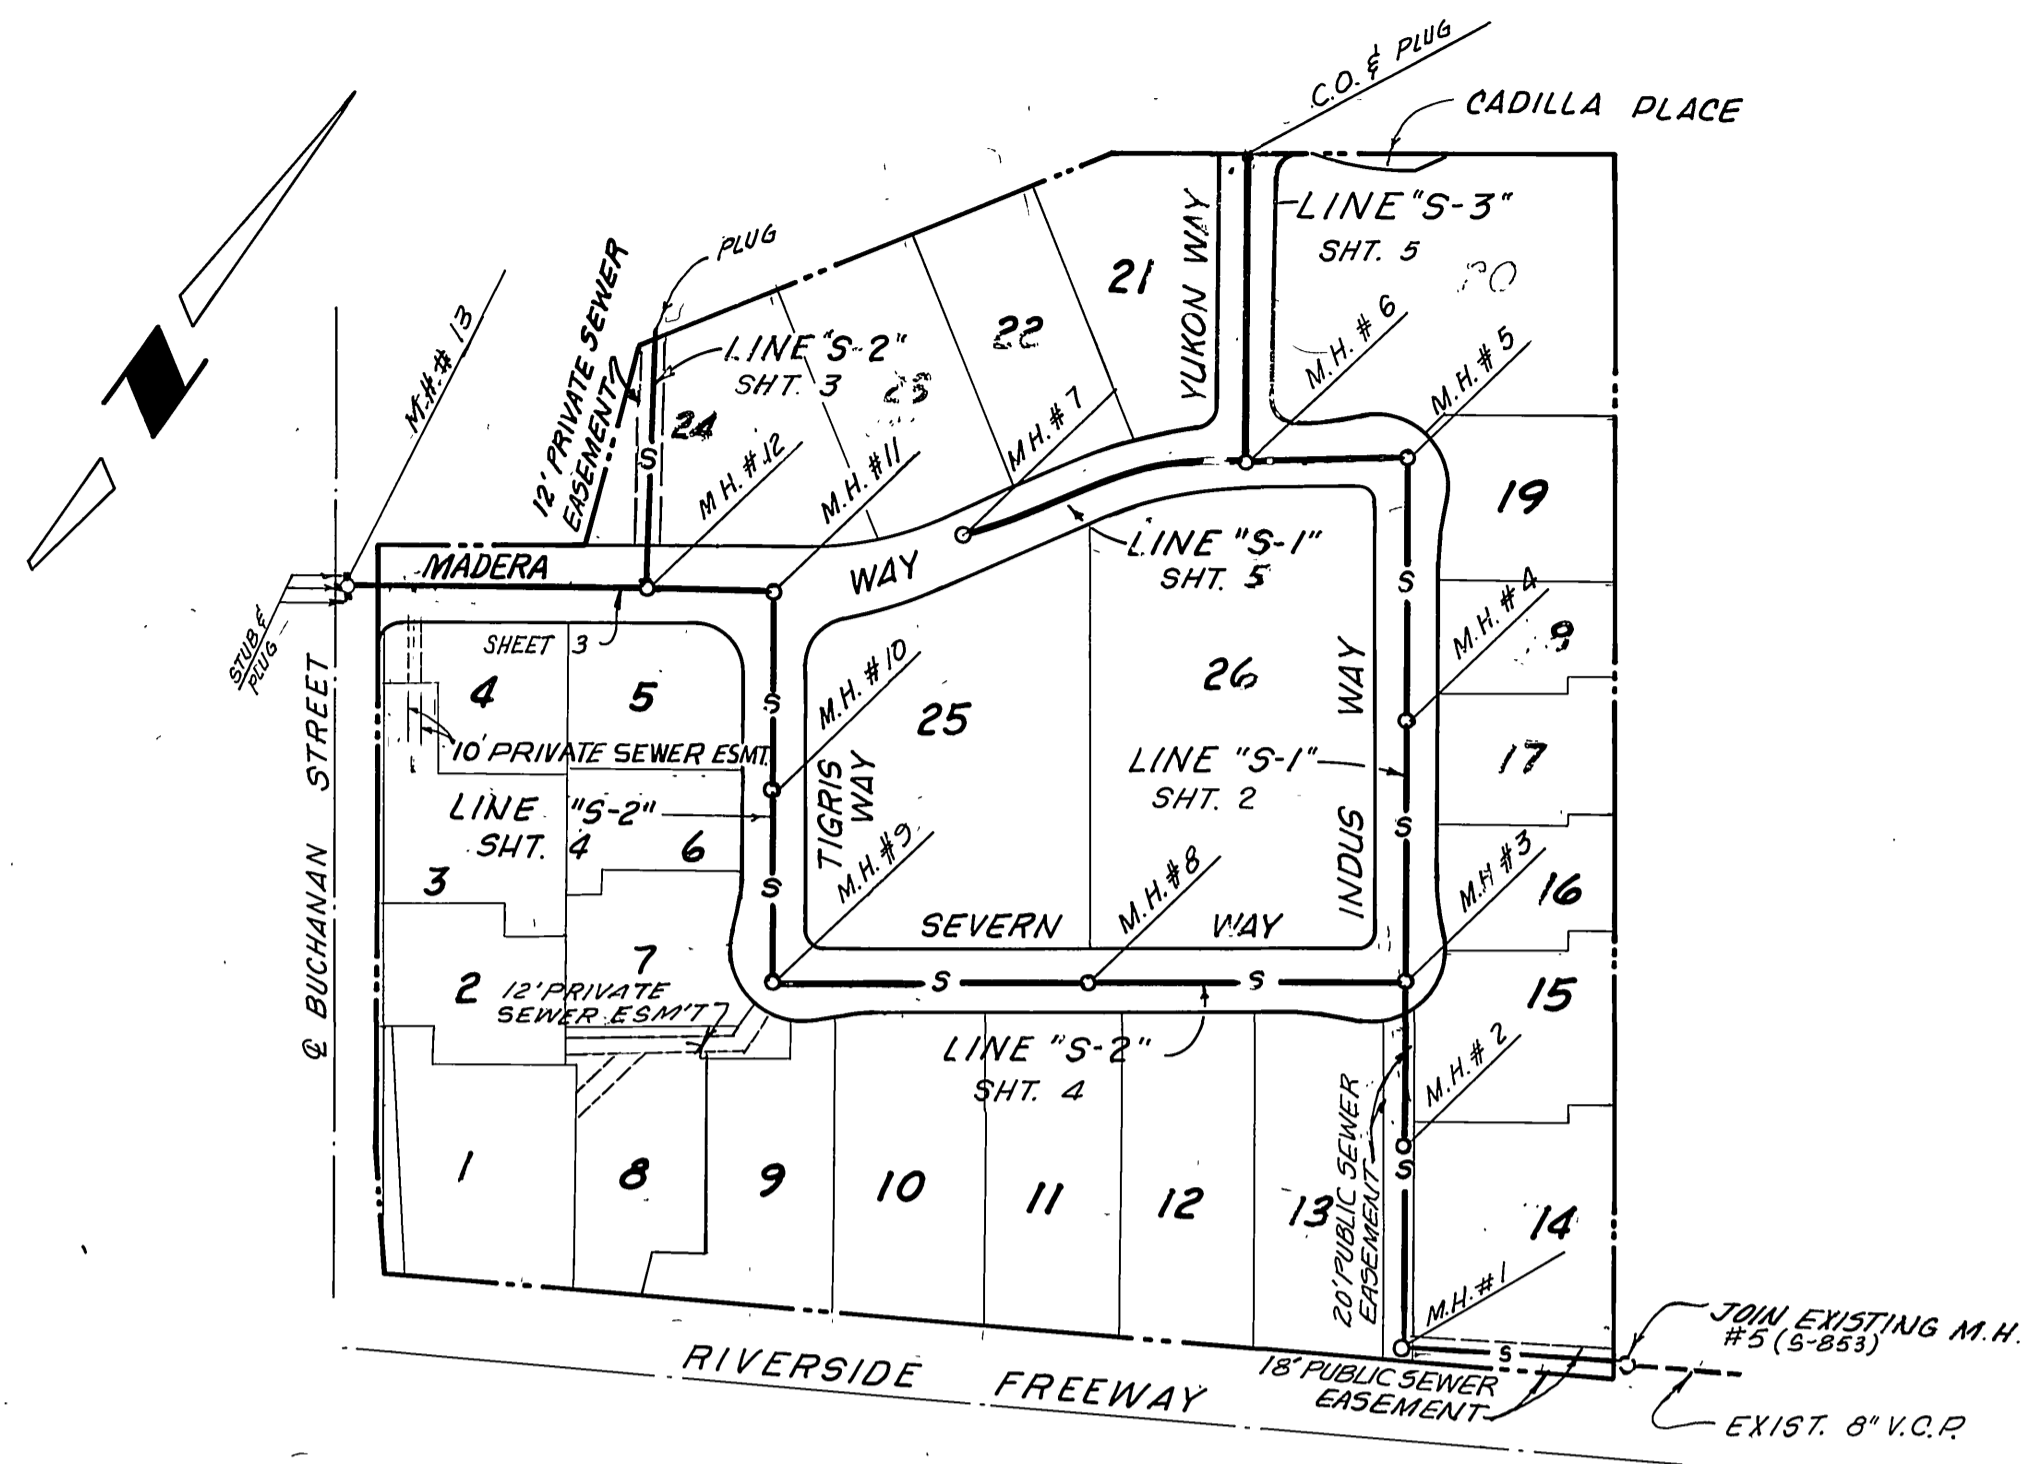 C.O. & PLUG
CADILLA PLACE
LINE "S-3"
SHT. 5
YUKON WAY
21
22
PLUG
12' PRIVATE SEWER
EASEMENT
LINE "S-2"
SHT. 3
24
M.H. # 13
M.H. # 12
M.H. # 11
M.H. # 7
M.H. # 6
M.H. # 5
19
MADERA
WAY
LINE "S-1"
SHT. 5
STUB &
PLUG
SHEET 3
4
5
M.H. # 10
25
26
M.H. # 4
9
17
10' PRIVATE SEWER ESMT.
LINE "S-2"
SHT. 4
TIGRIS
WAY
LINE "S-1"
SHT. 2
INDUS WAY
3
6
M.H. #9
M.H. #8
M.H #3
16
SEVERN WAY
℄ BUCHANAN STREET
2
7
12' PRIVATE
SEWER ESM'T
15
LINE "S-2"
SHT. 4
M.H. # 2
20' PUBLIC SEWER
EASEMENT
1
8
9
10
11
12
13
14
M.H. #1
S
S
S
S
S
S
S
S
S
JOIN EXISTING M.H.
#5 (S-853)
18' PUBLIC SEWER
EASEMENT
EXIST. 8" V.C.P.
RIVERSIDE FREEWAY